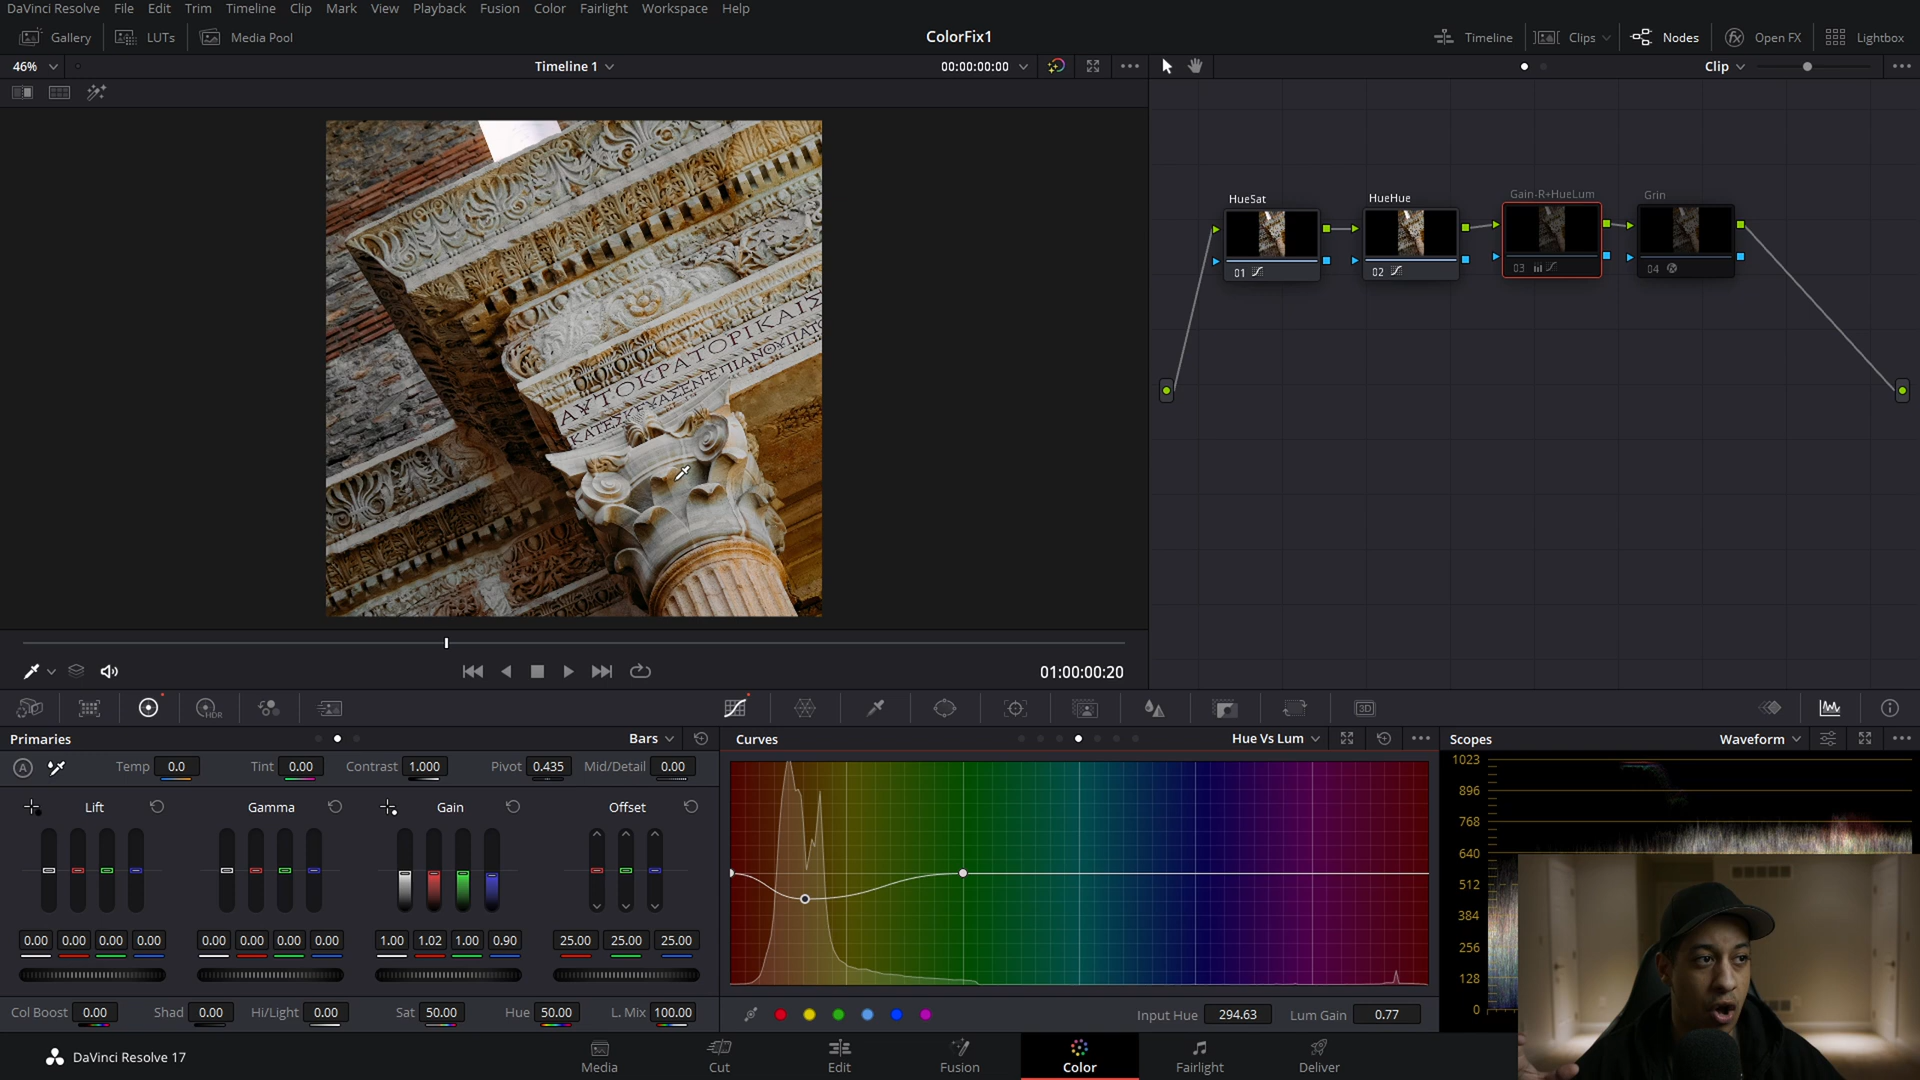 DaVinci Resolve File Edit Trim Timeline Clip Mark View Playback Fusion Color Fairlight Workspace Help
Gallery LUTs Media Pool ColorFix1 Timeline Clips Nodes Open FX Lightbox
46% Timeline 1 00:00:00:00 Clip
HueSat HueHue Gain-R+HueLum Grin
01 02 03 04
ΑΥΤΟΚΡΑΤΟΡΙΚΑΙΣ
ΚΑΤΕΣΚΕΥΑΣΕΝ-ΕΠΙΑΝΘΥΠΑΤΟ
01:00:00:20
HDR 3D
Primaries Bars Curves Hue Vs Lum Scopes Waveform
A Temp 0.0 Tint 0.00 Contrast 1.000 Pivot 0.435 Mid/Detail 0.00
Lift Gamma Gain Offset
0.00 0.00 0.00 0.00 0.00 0.00 0.00 0.00 1.00 1.02 1.00 0.90 25.00 25.00 25.00
Col Boost 0.00 Shad 0.00 Hi/Light 0.00 Sat 50.00 Hue 50.00 L. Mix 100.00
Input Hue 294.63 Lum Gain 0.77
1023
896
768
640
512
384
256
128
0
DaVinci Resolve 17 Media Cut Edit Fusion Color Fairlight Deliver